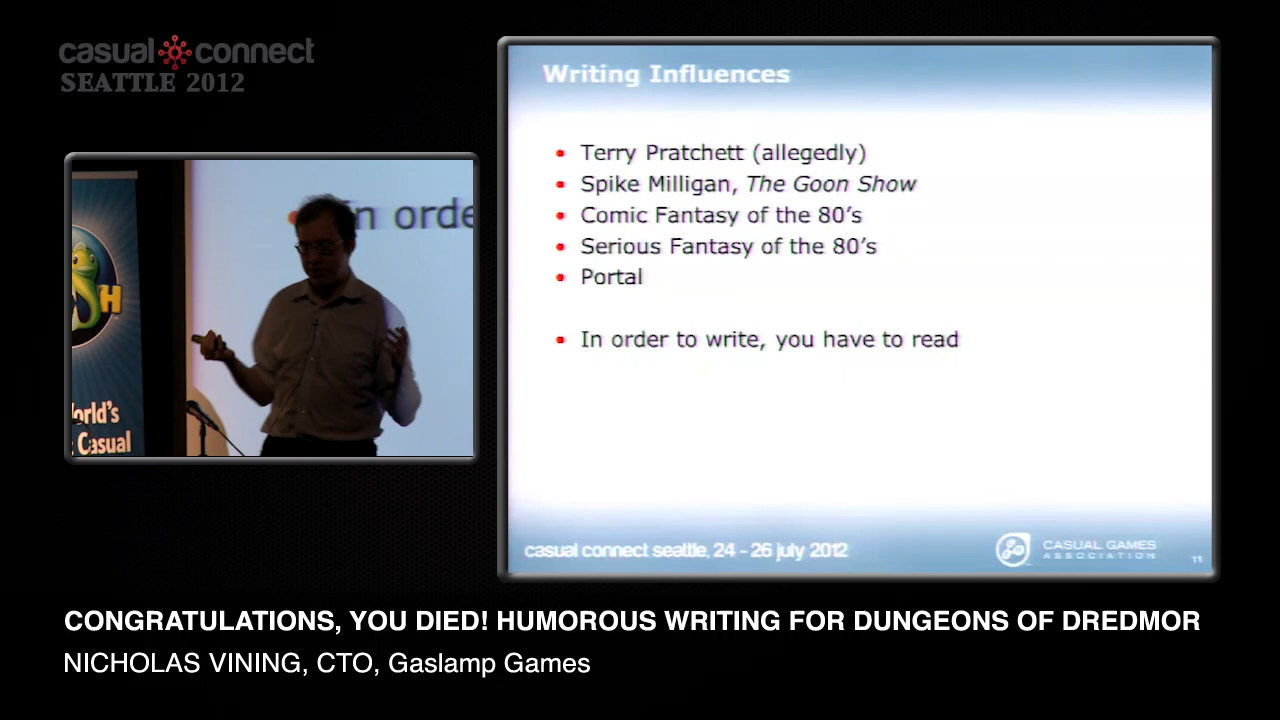 casual connect
SEATTLE 2012
Writing Influences
Terry Pratchett (allegedly)
Spike Milligan, The Goon Show
Comic Fantasy of the 80's
Serious Fantasy of the 80's
Portal
In order to write, you have to read
casual connect seattle, 24 - 26 july 2012
CASUAL GAMES
ASSOCIATION
11
In orde
H
orld's
Casual
CONGRATULATIONS, YOU DIED! HUMOROUS WRITING FOR DUNGEONS OF DREDMOR
NICHOLAS VINING, CTO, Gaslamp Games